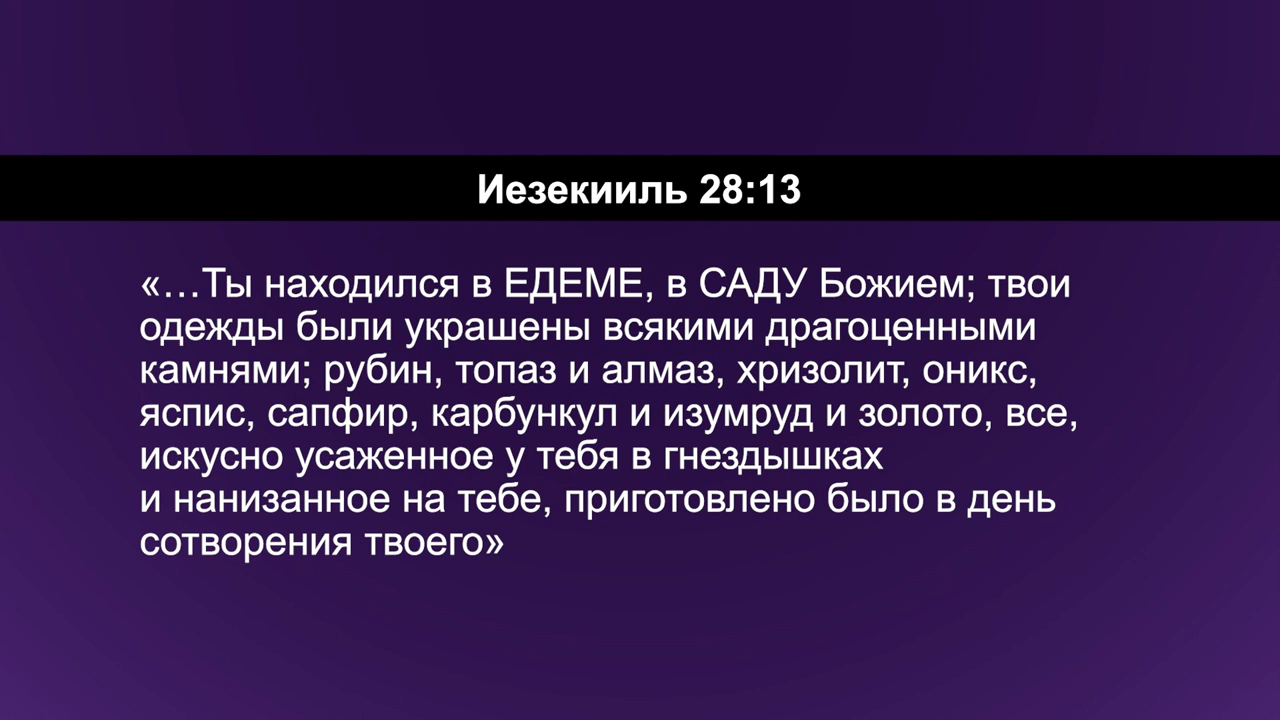 Иезекииль 28:13
«…Ты находился в ЕДЕМЕ, в САДУ Божием; твои
одежды были украшены всякими драгоценными
камнями; рубин, топаз и алмаз, хризолит, оникс,
яспис, сапфир, карбункул и изумруд и золото, все,
искусно усаженное у тебя в гнездышках
и нанизанное на тебе, приготовлено было в день
сотворения твоего»